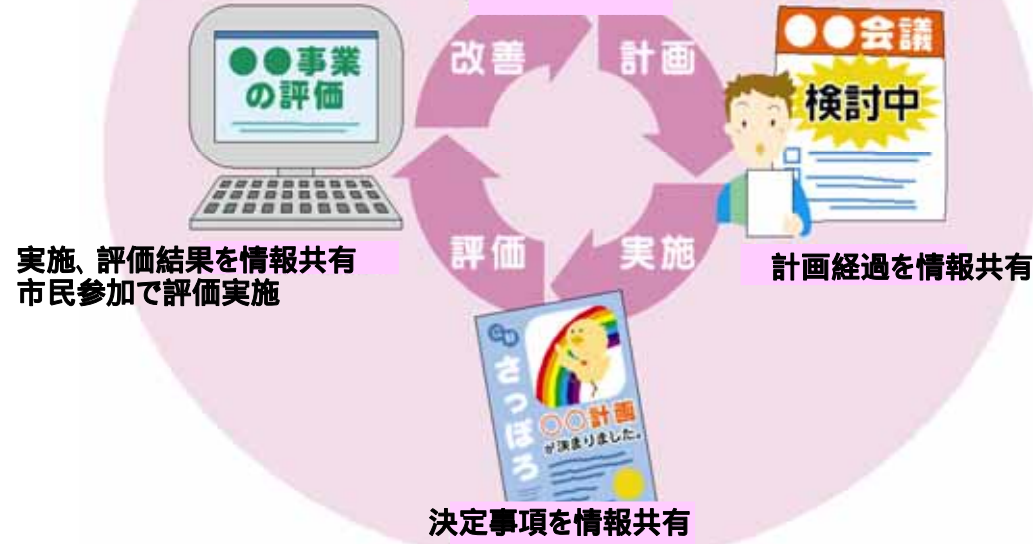 ●●事業
の評価
改善
計画
●●会議
検討中
評価
実施
実施、評価結果を情報共有
市民参加で評価実施
計画経過を情報共有
さっぽろ
〇〇計画
が決まりました。
決定事項を情報共有